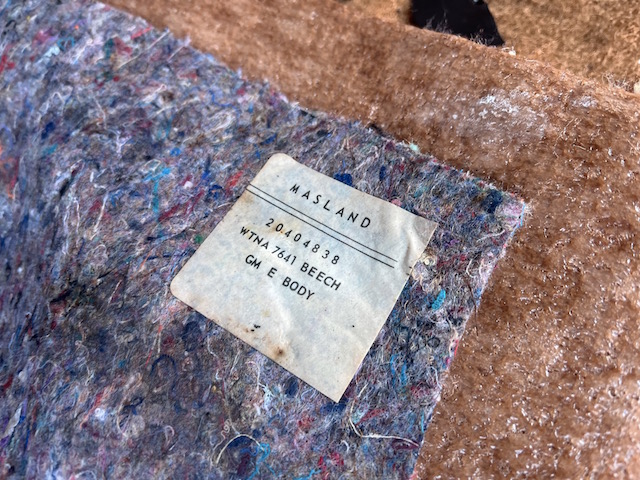 MASLAND
20404838
WTNA 7641 BEECH
GM E BODY